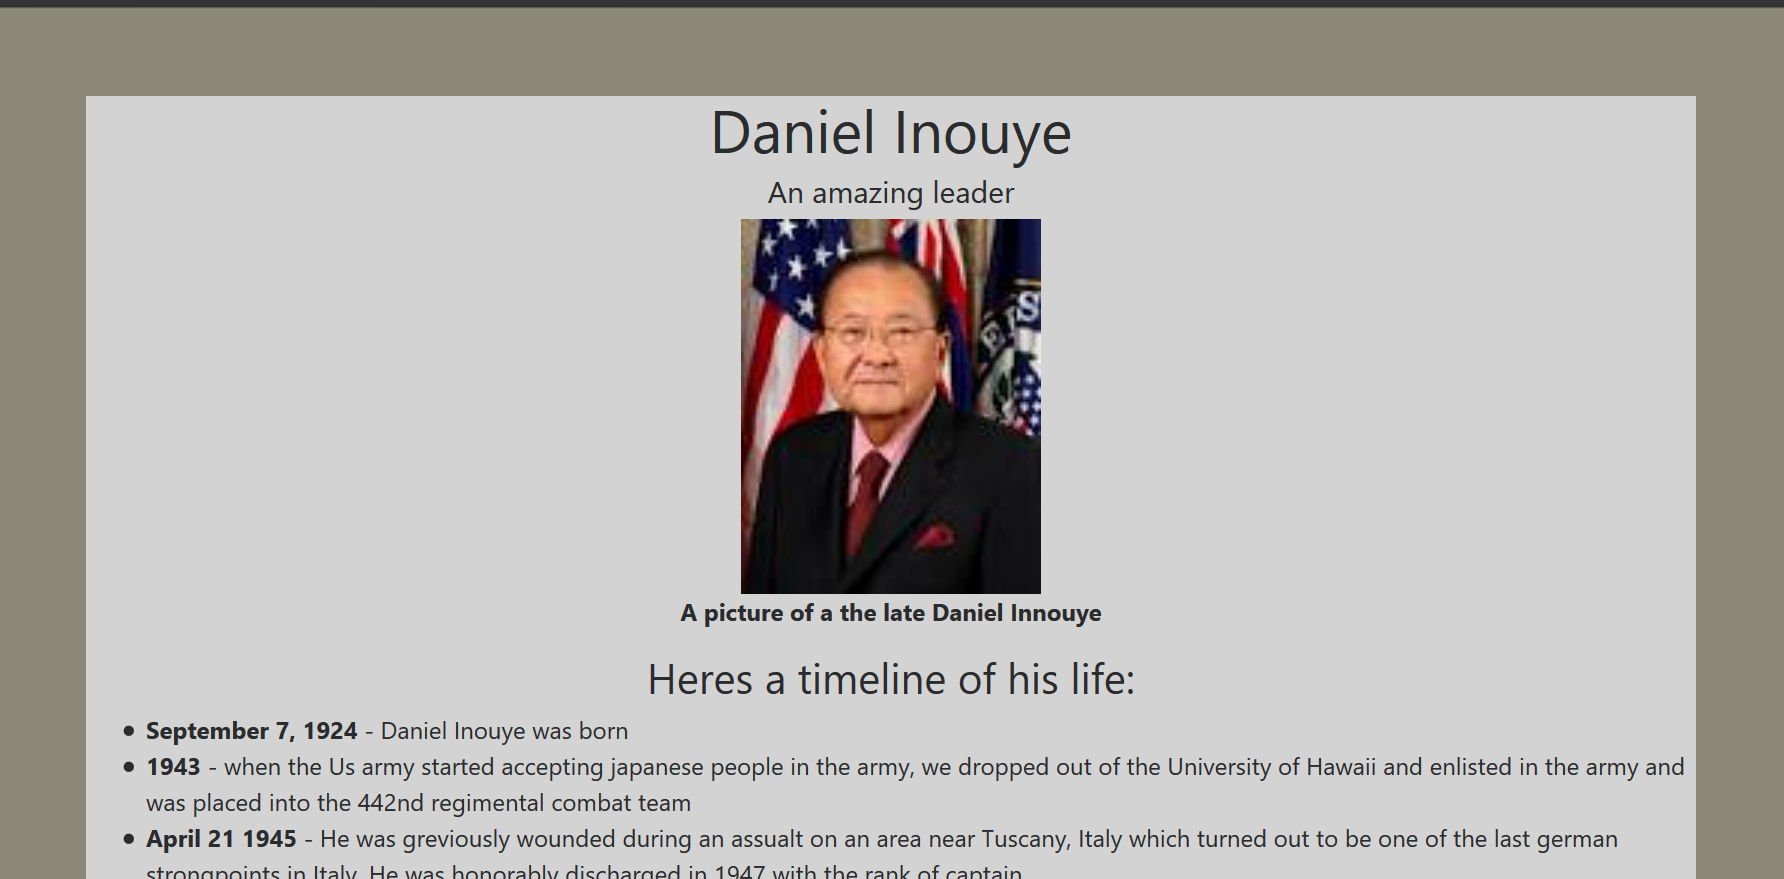 Daniel Inouye
An amazing leader
A picture of a the late Daniel Innouye
Heres a timeline of his life:
September 7, 1924 - Daniel Inouye was born
1943 - when the Us army started accepting japanese people in the army, we dropped out of the University of Hawaii and enlisted in the army and
was placed into the 442nd regimental combat team
April 21 1945 - He was greviously wounded during an assualt on an area near Tuscany, Italy which turned out to be one of the last german
strongpoints in Italy. He was honorably discharged in 1947 with the rank of captain